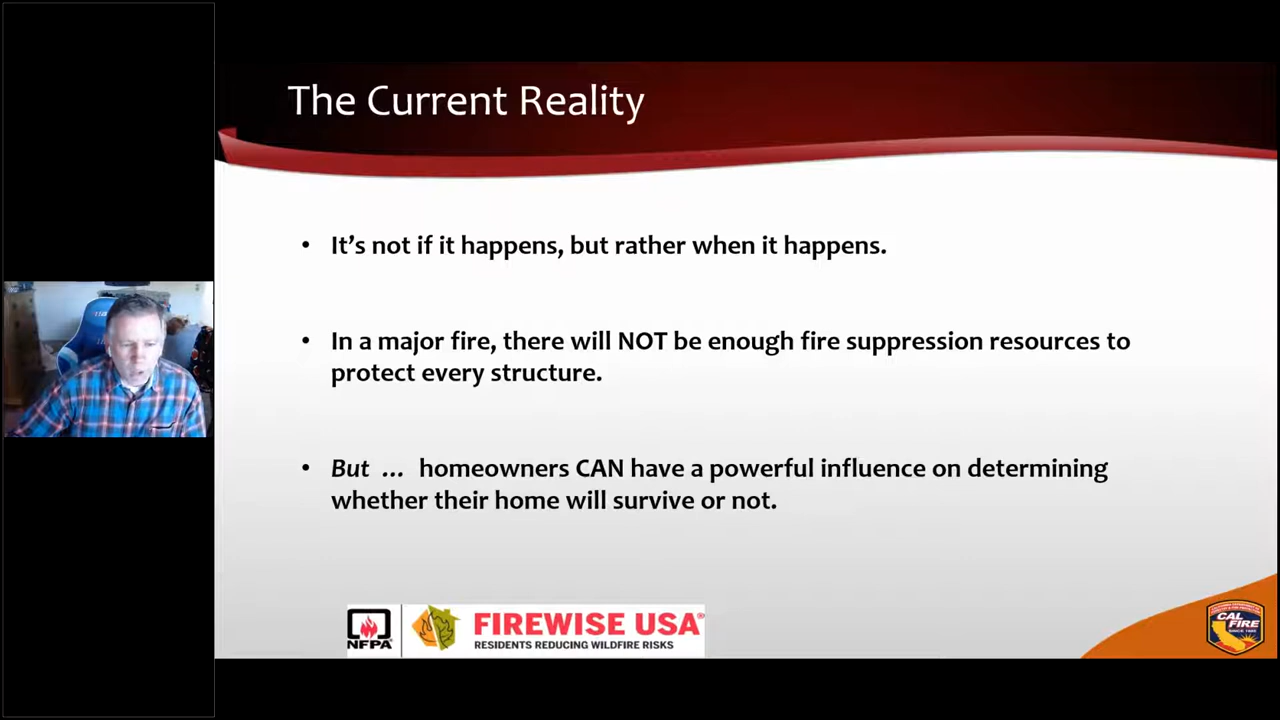 The Current Reality
• It’s not if it happens, but rather when it happens.
• In a major fire, there will NOT be enough fire suppression resources to
protect every structure.
• But … homeowners CAN have a powerful influence on determining
whether their home will survive or not.
NFPA
FIREWISE USA®
RESIDENTS REDUCING WILDFIRE RISKS
CAL
FIRE
SINCE 1885